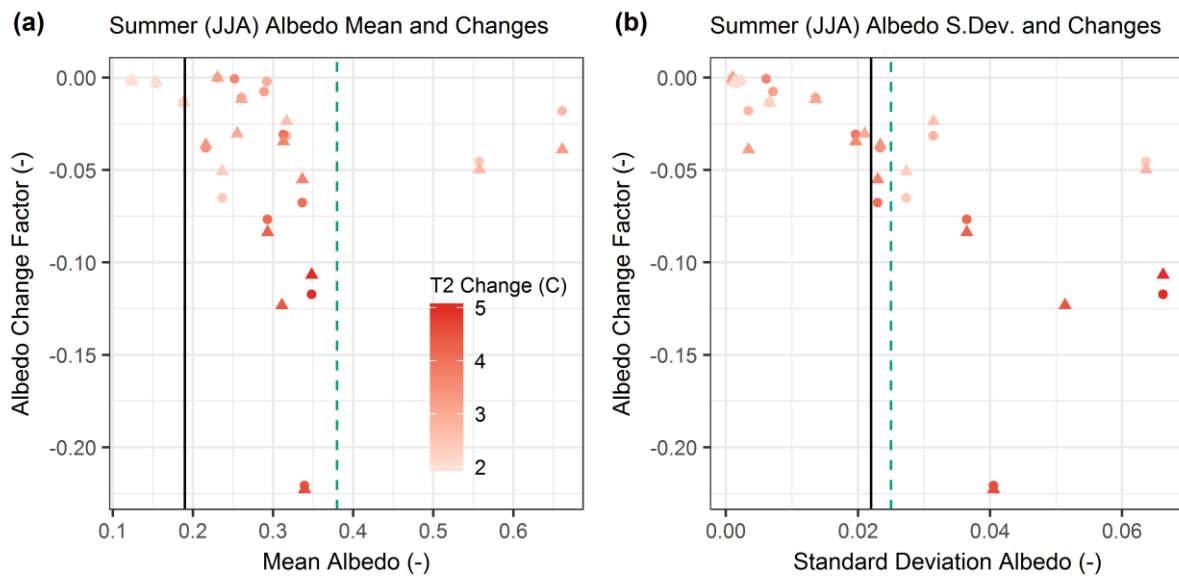 (a) Summer (JJA) Albedo Mean and Changes
0.00
-0.05
-0.10
-0.15
-0.20
Albedo Change Factor (-)
T2 Change (C)
5
4
3
2
0.1 0.2 0.3 0.4 0.5 0.6
Mean Albedo (-)
(b) Summer (JJA) Albedo S.Dev. and Changes
0.00
-0.05
-0.10
-0.15
-0.20
Albedo Change Factor (-)
0.00 0.02 0.04 0.06
Standard Deviation Albedo (-)